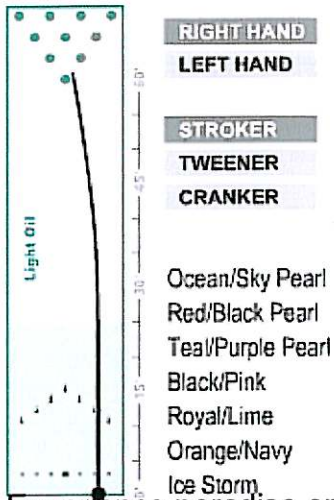 Light Oil
60'
45'
30'
15'
0'
RIGHT HAND
LEFT HAND
STROKER
TWEENER
CRANKER
Ocean/Sky Pearl
Red/Black Pearl
Teal/Purple Pearl
Black/Pink
Royal/Lime
Orange/Navy
Ice Storm